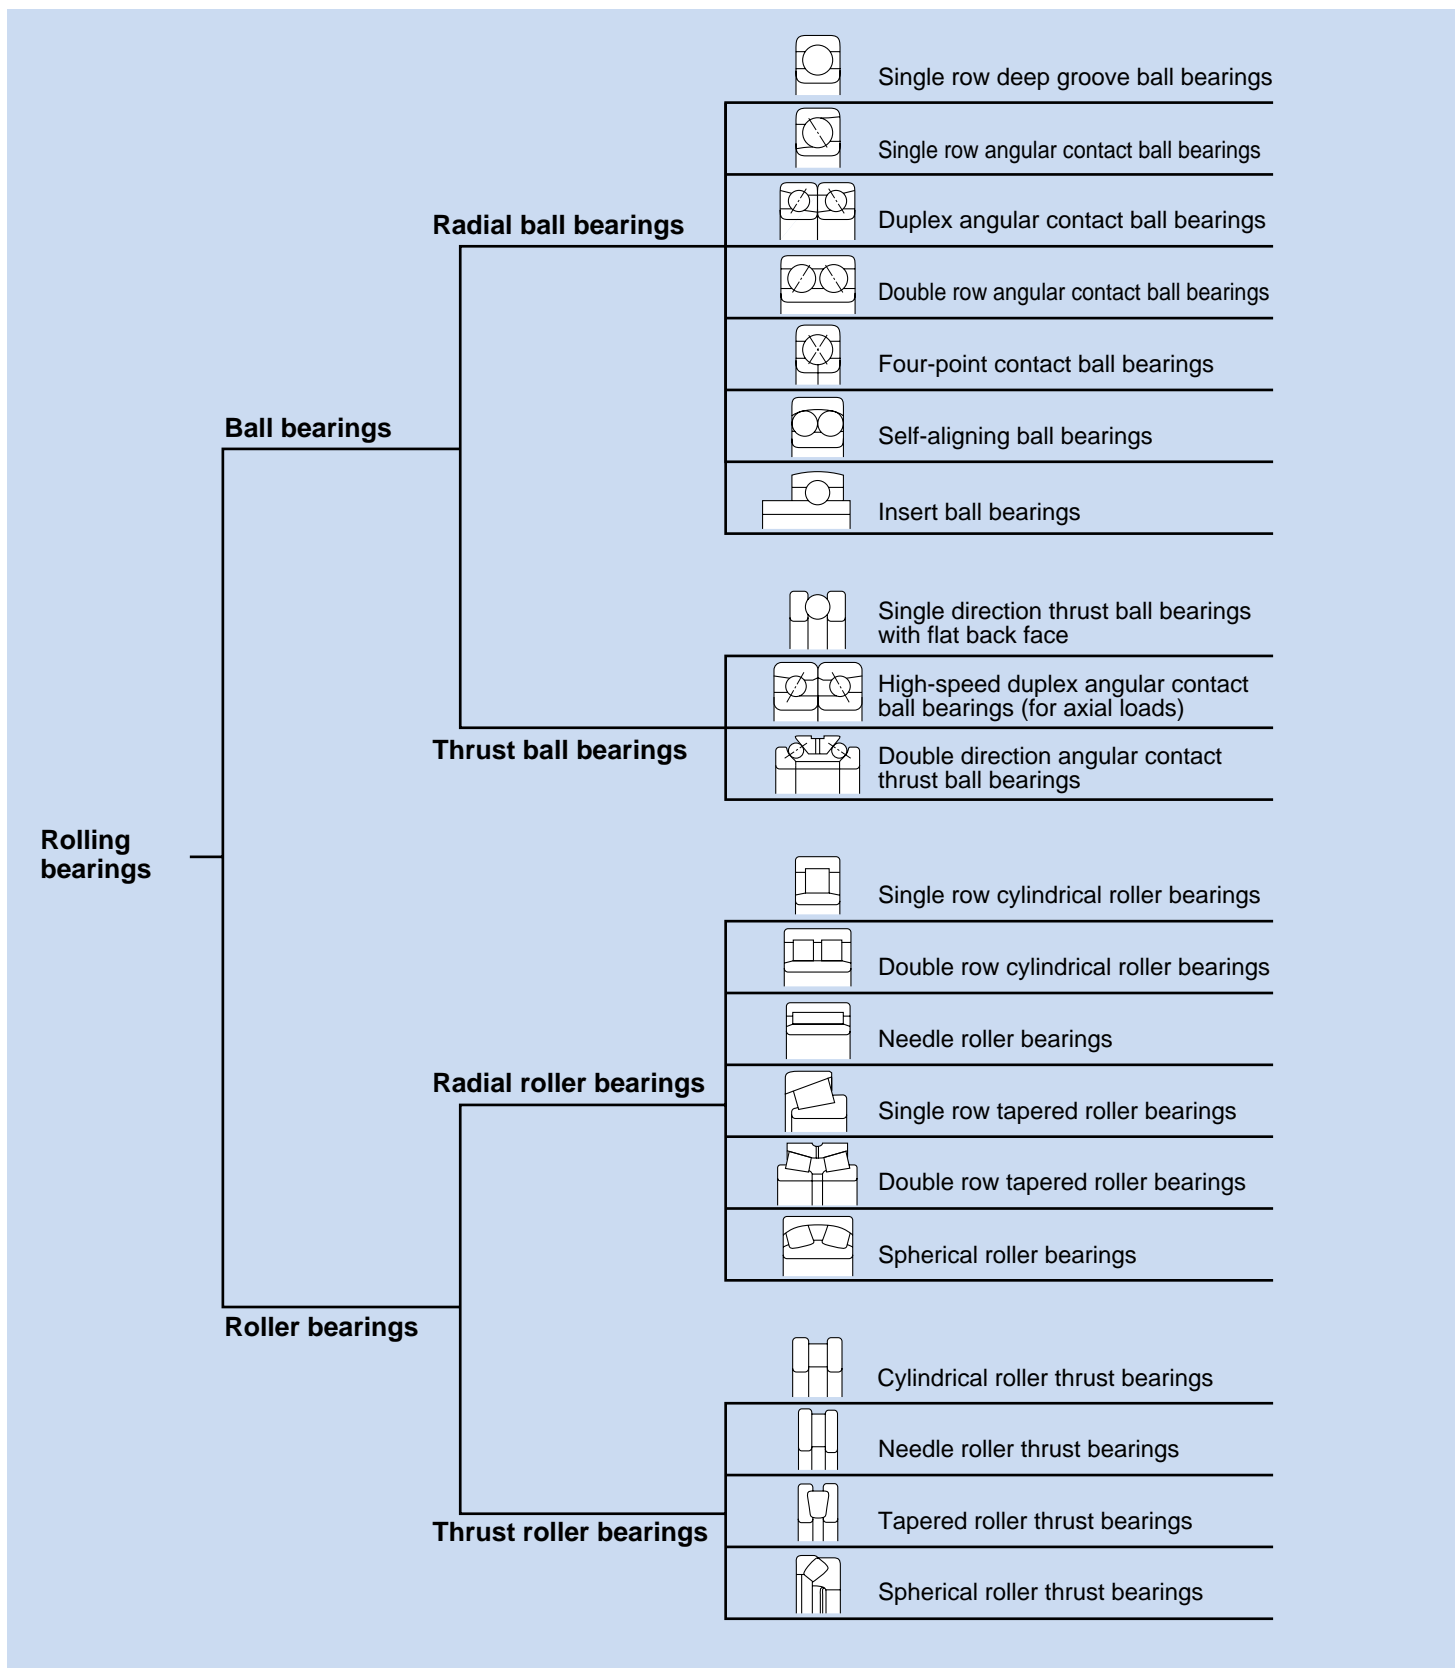 Single row deep groove ball bearings
Single row angular contact ball bearings
Radial ball bearings
Duplex angular contact ball bearings
Double row angular contact ball bearings
Four-point contact ball bearings
Ball bearings
Self-aligning ball bearings
Insert ball bearings
Single direction thrust ball bearings
with flat back face
High-speed duplex angular contact
ball bearings (for axial loads)
Thrust ball bearings
Double direction angular contact
thrust ball bearings
Rolling
bearings
Single row cylindrical roller bearings
Double row cylindrical roller bearings
Needle roller bearings
Radial roller bearings
Single row tapered roller bearings
Double row tapered roller bearings
Spherical roller bearings
Roller bearings
Cylindrical roller thrust bearings
Needle roller thrust bearings
Tapered roller thrust bearings
Thrust roller bearings
Spherical roller thrust bearings